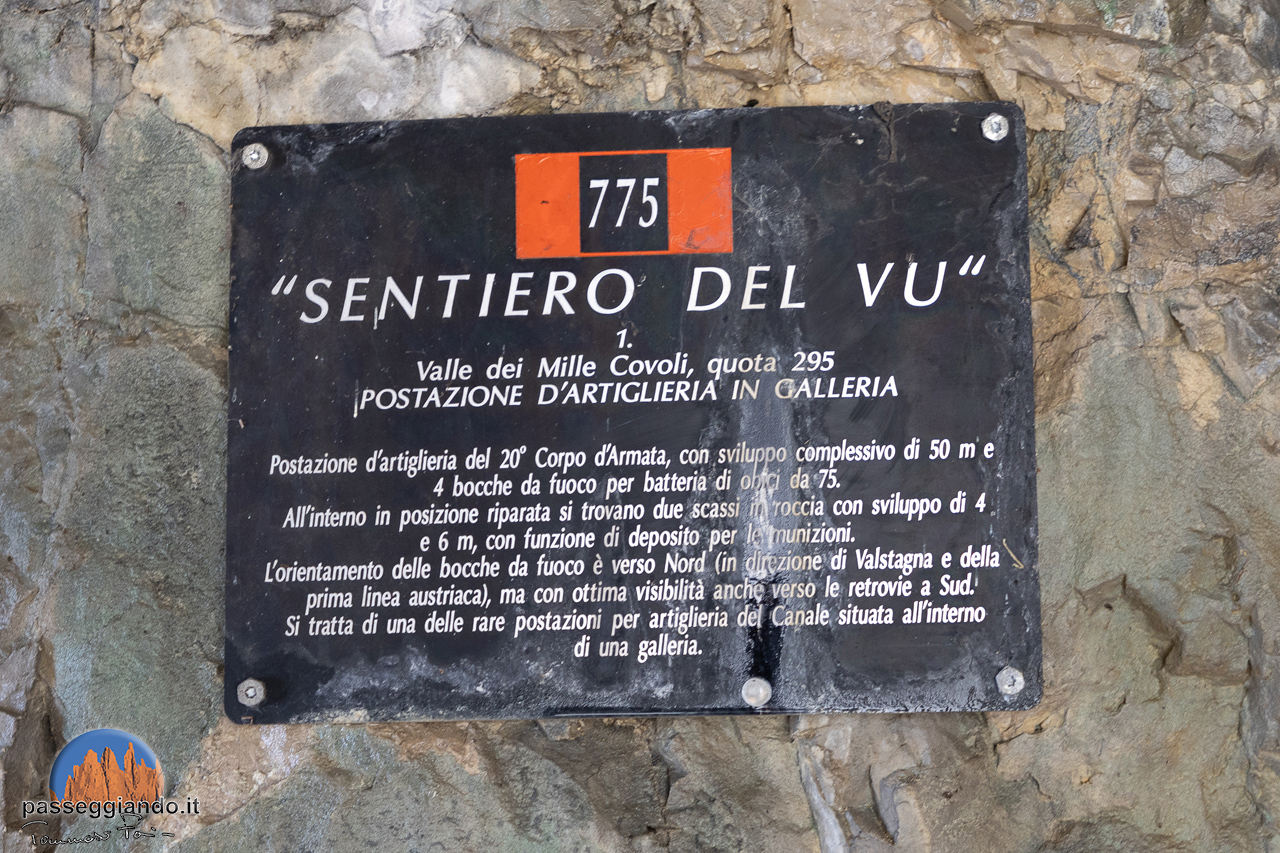 775
"SENTIERO DEL VU"
1.
Valle dei Mille Covoli, quota 295
POSTAZIONE D'ARTIGLIERIA IN GALLERIA
Postazione d'artiglieria del 20° Corpo d'Armata, con sviluppo complessivo di 50 m e
4 bocche da fuoco per batteria di obici da 75.
All'interno in posizione riparata si trovano due scassi in roccia con sviluppo di 4
e 6 m, con funzione di deposito per le munizioni.
L'orientamento delle bocche da fuoco è verso Nord (in direzione di Valstagna e della
prima linea austriaca), ma con ottima visibilità anche verso le retrovie a Sud.
Si tratta di una delle rare postazioni per artiglieria del Canale situata all'interno
di una galleria.
passeggiando.it